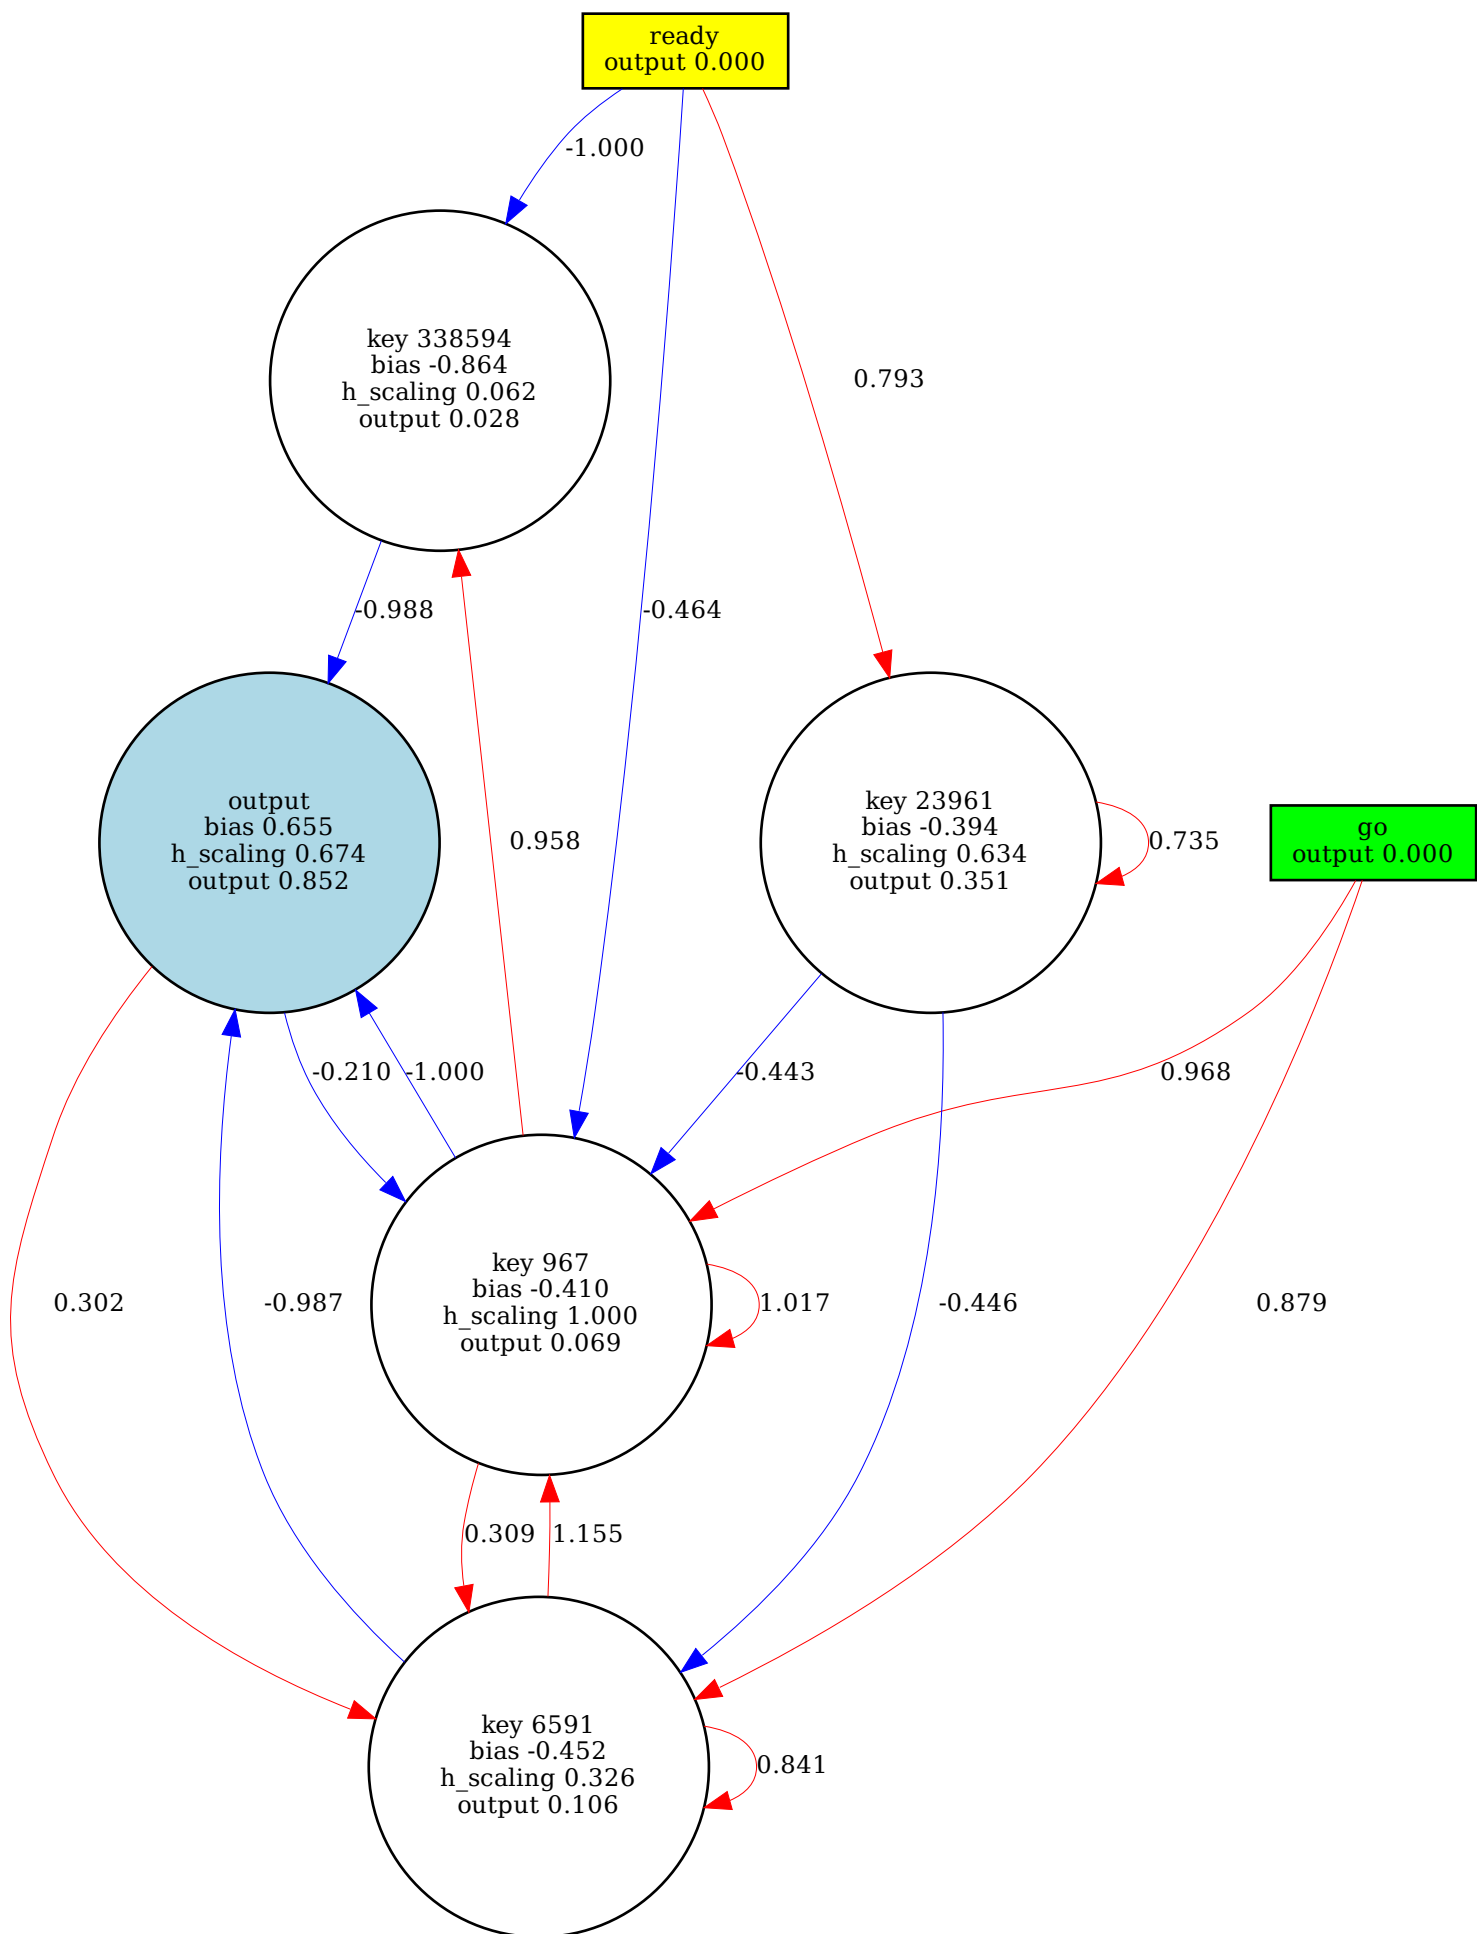 ready
output 0.000
-1.000
key 338594
bias -0.864
h_scaling 0.062
output 0.028
0.793
-0.988
-0.464
output
bias 0.655
h_scaling 0.674
output 0.852
0.958
key 23961
bias -0.394
h_scaling 0.634
output 0.351
0.735
go
output 0.000
-0.210
-1.000
-0.443
0.968
0.302
-0.987
key 967
bias -0.410
h_scaling 1.000
output 0.069
1.017
-0.446
0.879
0.309
1.155
key 6591
bias -0.452
h_scaling 0.326
output 0.106
0.841